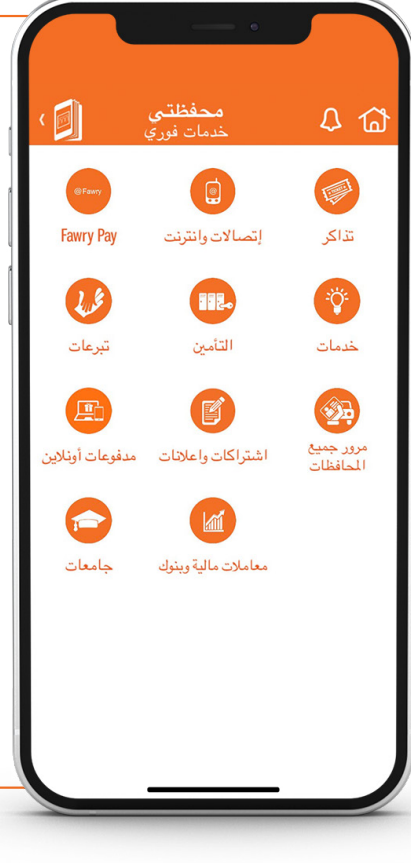 محفظتي
خدمات فوري
تذاكر
إتصالات وانترنت
@Fawry
Fawry Pay
خدمات
التأمين
تبرعات
مرور جميع
المحافظات
اشتراكات واعلانات
مدفوعات أونلاين
معاملات مالية وبنوك
جامعات